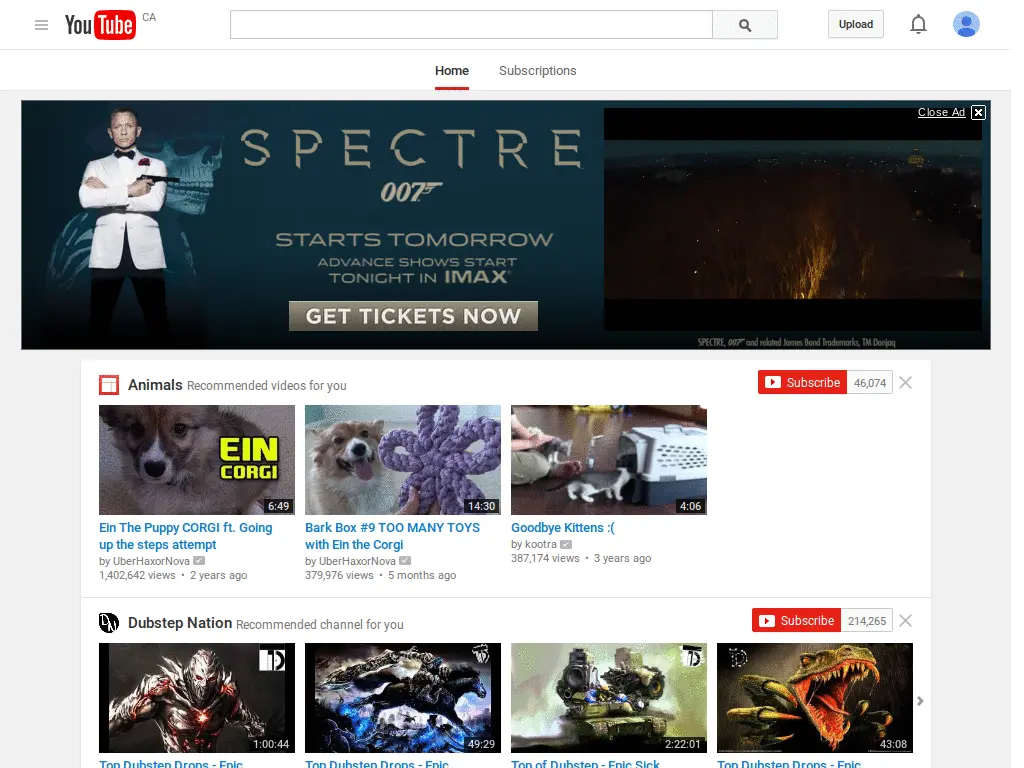 YouTube CA
Upload
Home Subscriptions
Close Ad
SPECTRE
007
STARTS TOMORROW
ADVANCE SHOWS START
TONIGHT IN IMAX
GET TICKETS NOW
SPECTRE, 007 and related James Bond Trademarks, TM Danjaq
Animals Recommended videos for you
Subscribe 46,074
EIN
CORGI
6:49
14:30
4:06
Ein The Puppy CORGI ft. Going
up the steps attempt
by UberHaxorNova
1,402,642 views • 2 years ago
Bark Box #9 TOO MANY TOYS
with Ein the Corgi
by UberHaxorNova
379,976 views • 5 months ago
Goodbye Kittens :(
by kootra
387,174 views • 3 years ago
Dubstep Nation Recommended channel for you
Subscribe 214,265
1:00:44
49:29
2:22:01
43:08
Top Dubstep Drops - Epic
Top Dubstep Drops - Epic
Top of Dubstep - Epic Sick
Top Dubstep Drops - Epic